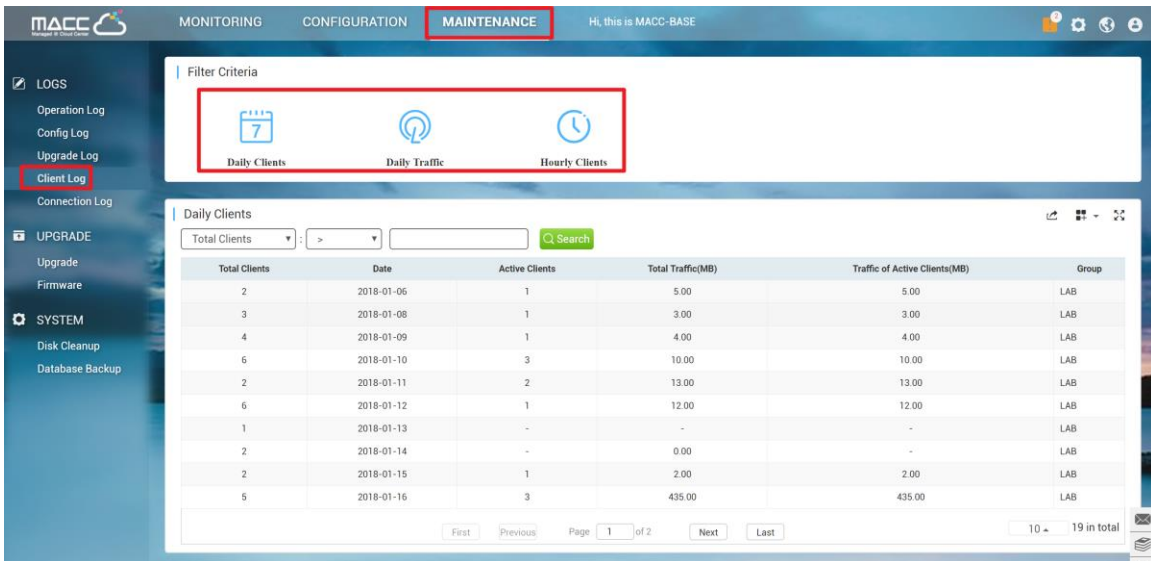 MACC
Managed @ Cloud Center
MONITORING CONFIGURATION MAINTENANCE Hi, this is MACC-BASE
2
LOGS
Operation Log
Config Log
Upgrade Log
Client Log
Connection Log
UPGRADE
Upgrade
Firmware
SYSTEM
Disk Cleanup
Database Backup
Filter Criteria
7
Daily Clients Daily Traffic Hourly Clients
Daily Clients
Total Clients : > Search
Total Clients Date Active Clients Total Traffic(MB) Traffic of Active Clients(MB) Group
2 2018-01-06 1 5.00 5.00 LAB
3 2018-01-08 1 3.00 3.00 LAB
4 2018-01-09 1 4.00 4.00 LAB
6 2018-01-10 3 10.00 10.00 LAB
2 2018-01-11 2 13.00 13.00 LAB
6 2018-01-12 1 12.00 12.00 LAB
1 2018-01-13 - - - LAB
2 2018-01-14 - 0.00 - LAB
2 2018-01-15 1 2.00 2.00 LAB
5 2018-01-16 3 435.00 435.00 LAB
First Previous Page 1 of 2 Next Last 10 19 in total